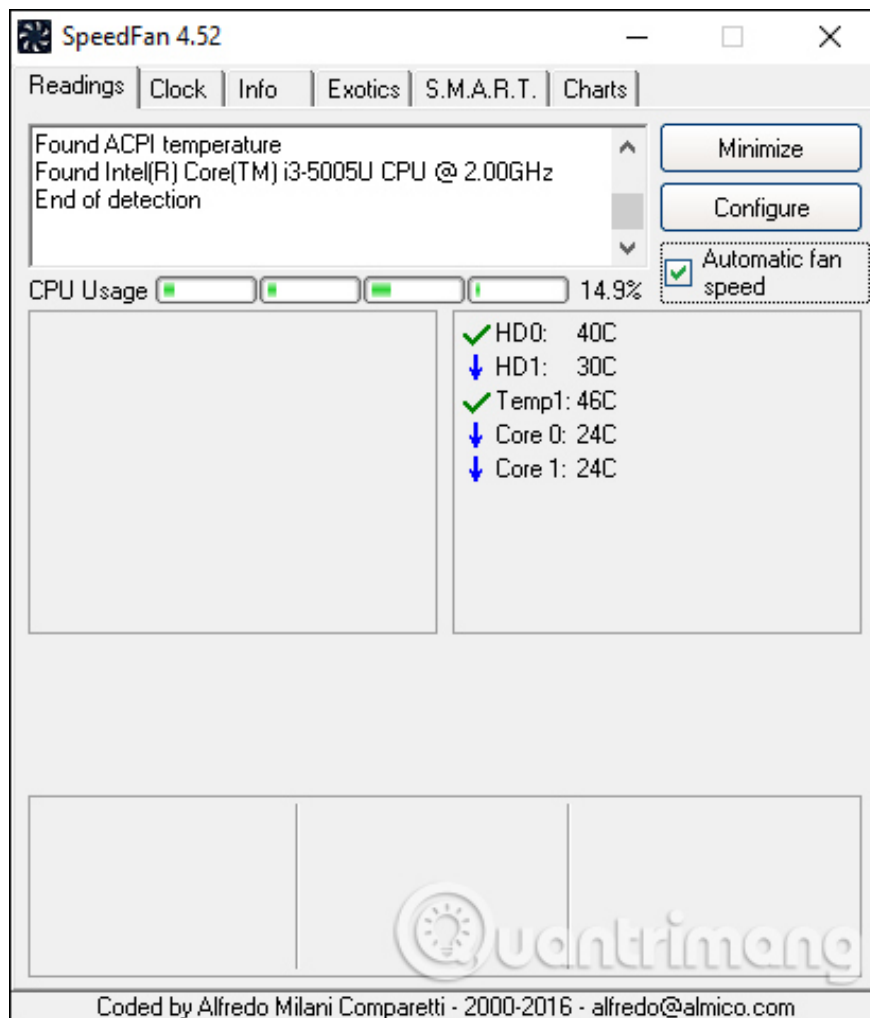 SpeedFan 4.52
Readings Clock Info Exotics S.M.A.R.T. Charts
Found ACPI temperature
Found Intel(R) Core(TM) i3-5005U CPU @ 2.00GHz
End of detection
Minimize
Configure
Automatic fan
speed
CPU Usage 14.9%
HD0: 40C
HD1: 30C
Temp1: 46C
Core 0: 24C
Core 1: 24C
Quantrimang
Coded by Alfredo Milani Comparetti - 2000-2016 - alfredo@almico.com